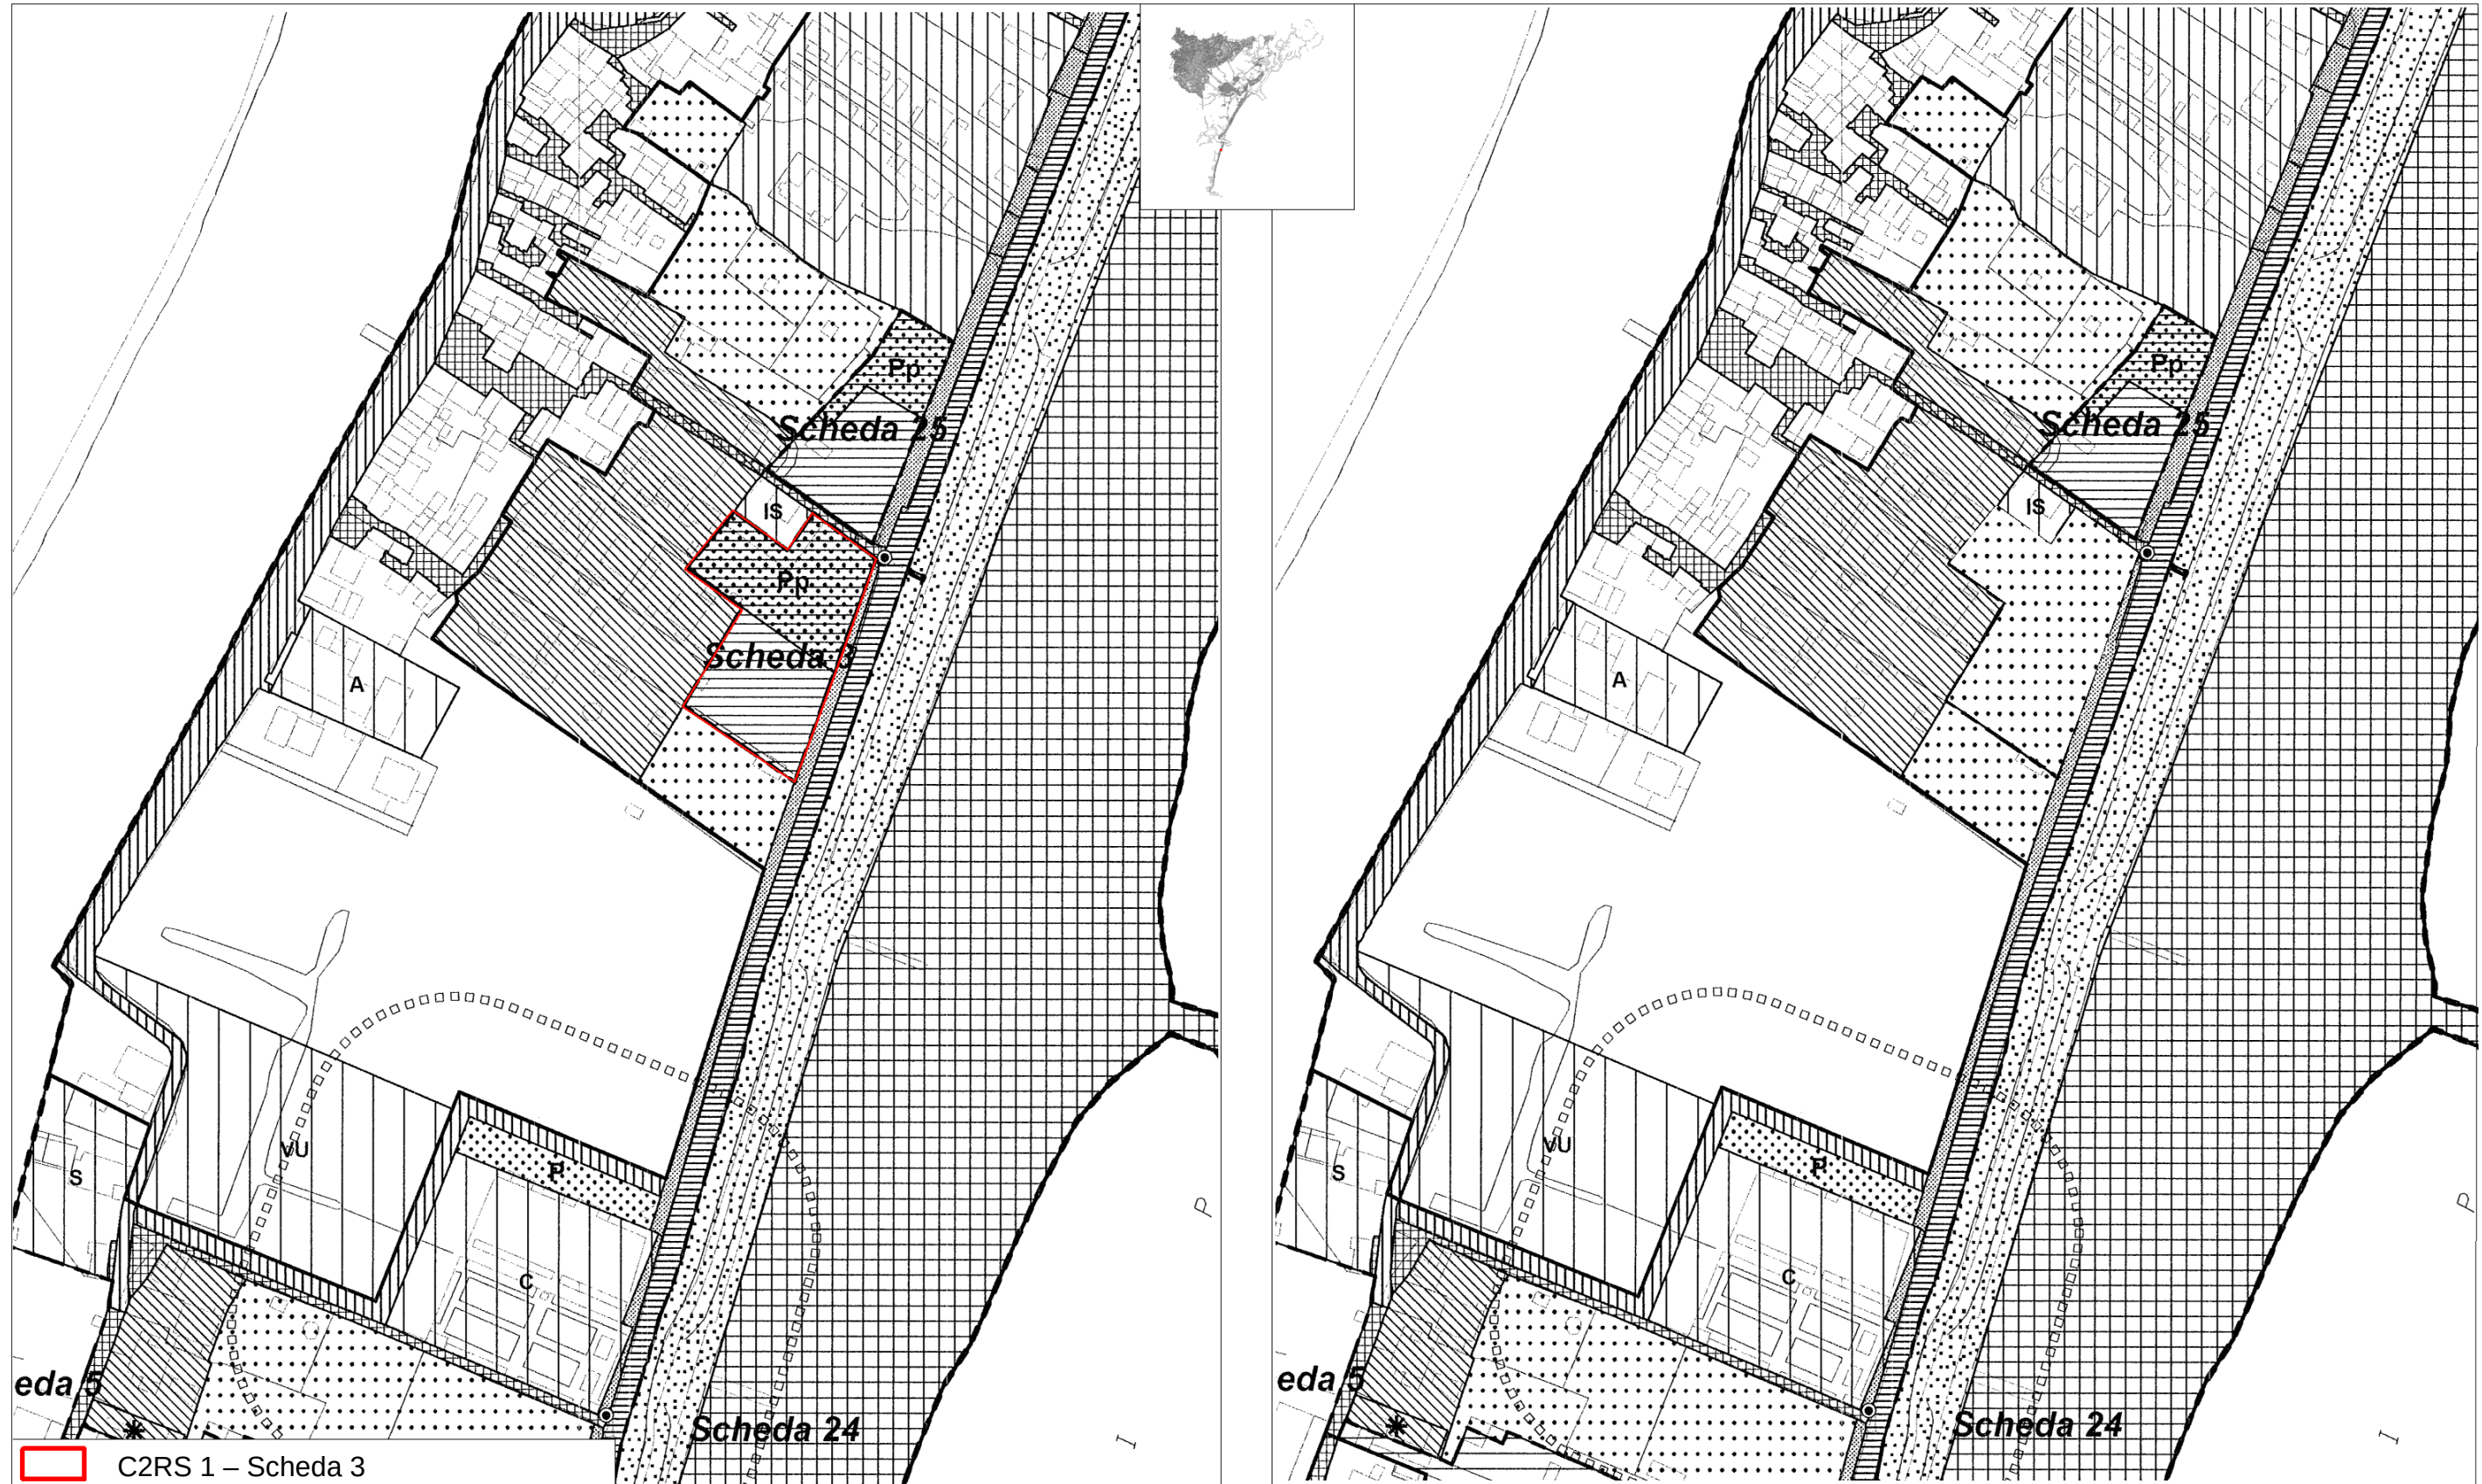 Pp
Scheda 25
IS
Pp
Scheda 3
A
VU
P
S
C
eda 5
*
Scheda 24
P
I
C2RS 1 – Scheda 3
Pp
Scheda 25
IS
A
VU
P
S
C
eda 5
*
Scheda 24
P
I